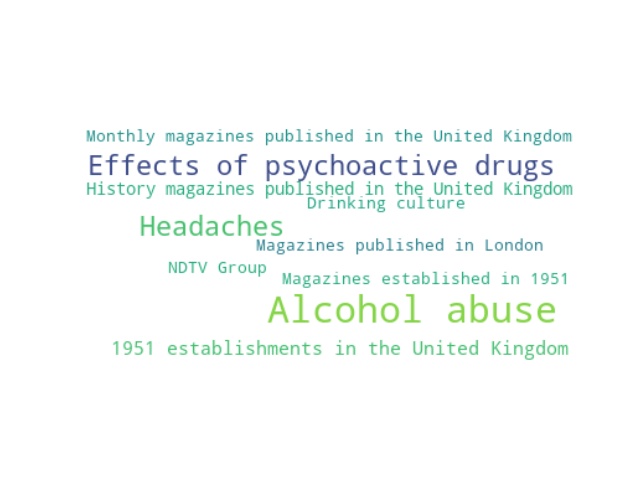 Monthly magazines published in the United Kingdom
Effects of psychoactive drugs
History magazines published in the United Kingdom
Drinking culture
Headaches
Magazines published in London
NDTV Group
Magazines established in 1951
Alcohol abuse
1951 establishments in the United Kingdom